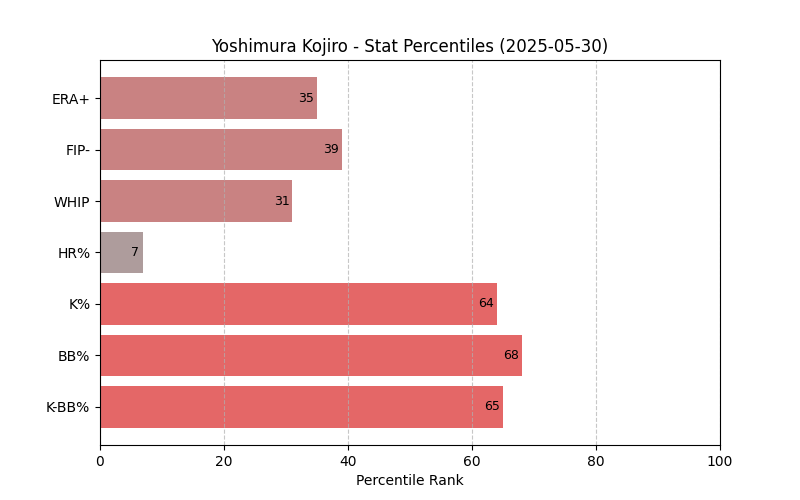 Yoshimura Kojiro - Stat Percentiles (2025-05-30)
ERA+ 35
FIP- 39
WHIP 31
HR% 7
K% 64
BB% 68
K-BB% 65
0 20 40 60 80 100
Percentile Rank